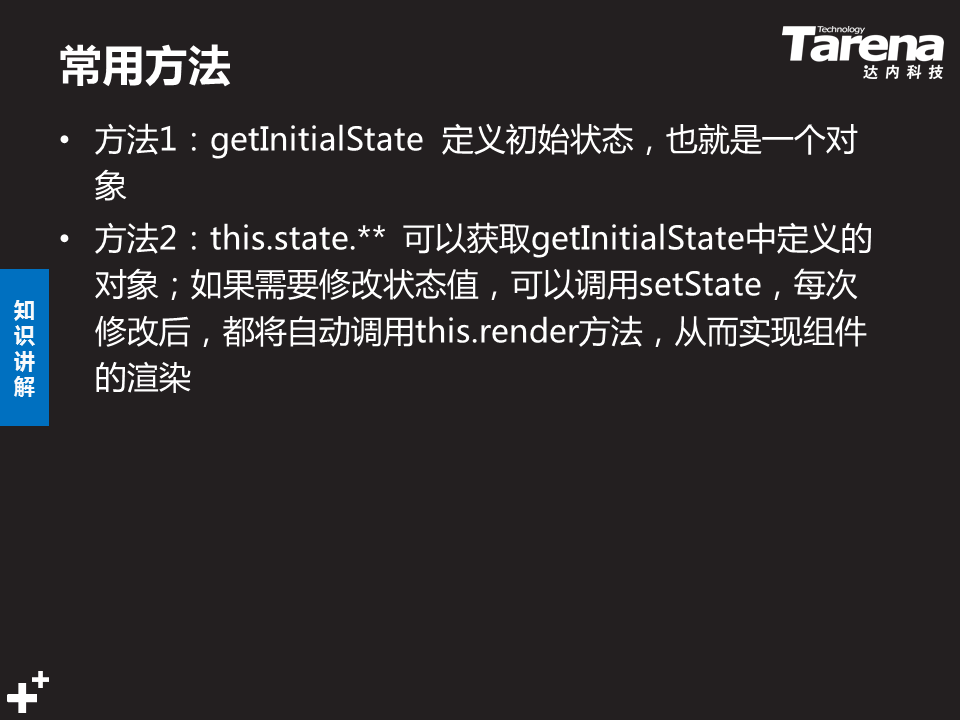 常用方法
Technology
Tarena
达内科技
• 方法1：getInitialState 定义初始状态，也就是一个对
象
• 方法2：this.state.** 可以获取getInitialState中定义的
对象；如果需要修改状态值，可以调用setState，每次
修改后，都将自动调用this.render方法，从而实现组件
的渲染
知
识
讲
解